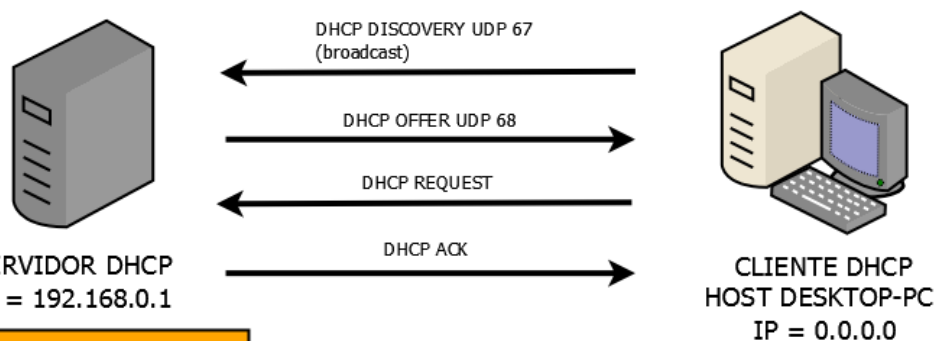 DHCP DISCOVERY UDP 67
(broadcast)
DHCP OFFER UDP 68
DHCP REQUEST
DHCP ACK
ERVIDOR DHCP
= 192.168.0.1
CLIENTE DHCP
HOST DESKTOP-PC
IP = 0.0.0.0